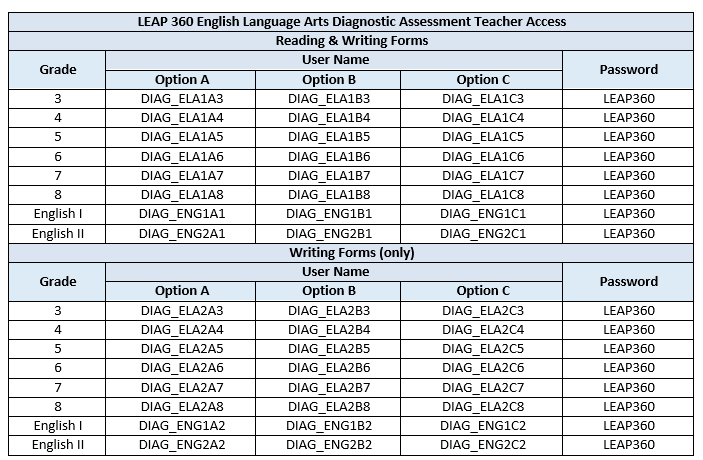 LEAP 360 English Language Arts Diagnostic Assessment Teacher Access
Reading & Writing Forms
Grade User Name Password
Option A Option B Option C
3 DIAG_ELA1A3 DIAG_ELA1B3 DIAG_ELA1C3 LEAP360
4 DIAG_ELA1A4 DIAG_ELA1B4 DIAG_ELA1C4 LEAP360
5 DIAG_ELA1A5 DIAG_ELA1B5 DIAG_ELA1C5 LEAP360
6 DIAG_ELA1A6 DIAG_ELA1B6 DIAG_ELA1C6 LEAP360
7 DIAG_ELA1A7 DIAG_ELA1B7 DIAG_ELA1C7 LEAP360
8 DIAG_ELA1A8 DIAG_ELA1B8 DIAG_ELA1C8 LEAP360
English I DIAG_ENG1A1 DIAG_ENG1B1 DIAG_ENG1C1 LEAP360
English II DIAG_ENG2A1 DIAG_ENG2B1 DIAG_ENG2C1 LEAP360
Writing Forms (only)
Grade User Name Password
Option A Option B Option C
3 DIAG_ELA2A3 DIAG_ELA2B3 DIAG_ELA2C3 LEAP360
4 DIAG_ELA2A4 DIAG_ELA2B4 DIAG_ELA2C4 LEAP360
5 DIAG_ELA2A5 DIAG_ELA2B5 DIAG_ELA2C5 LEAP360
6 DIAG_ELA2A6 DIAG_ELA2B6 DIAG_ELA2C6 LEAP360
7 DIAG_ELA2A7 DIAG_ELA2B7 DIAG_ELA2C7 LEAP360
8 DIAG_ELA2A8 DIAG_ELA2B8 DIAG_ELA2C8 LEAP360
English I DIAG_ENG1A2 DIAG_ENG1B2 DIAG_ENG1C2 LEAP360
English II DIAG_ENG2A2 DIAG_ENG2B2 DIAG_ENG2C2 LEAP360